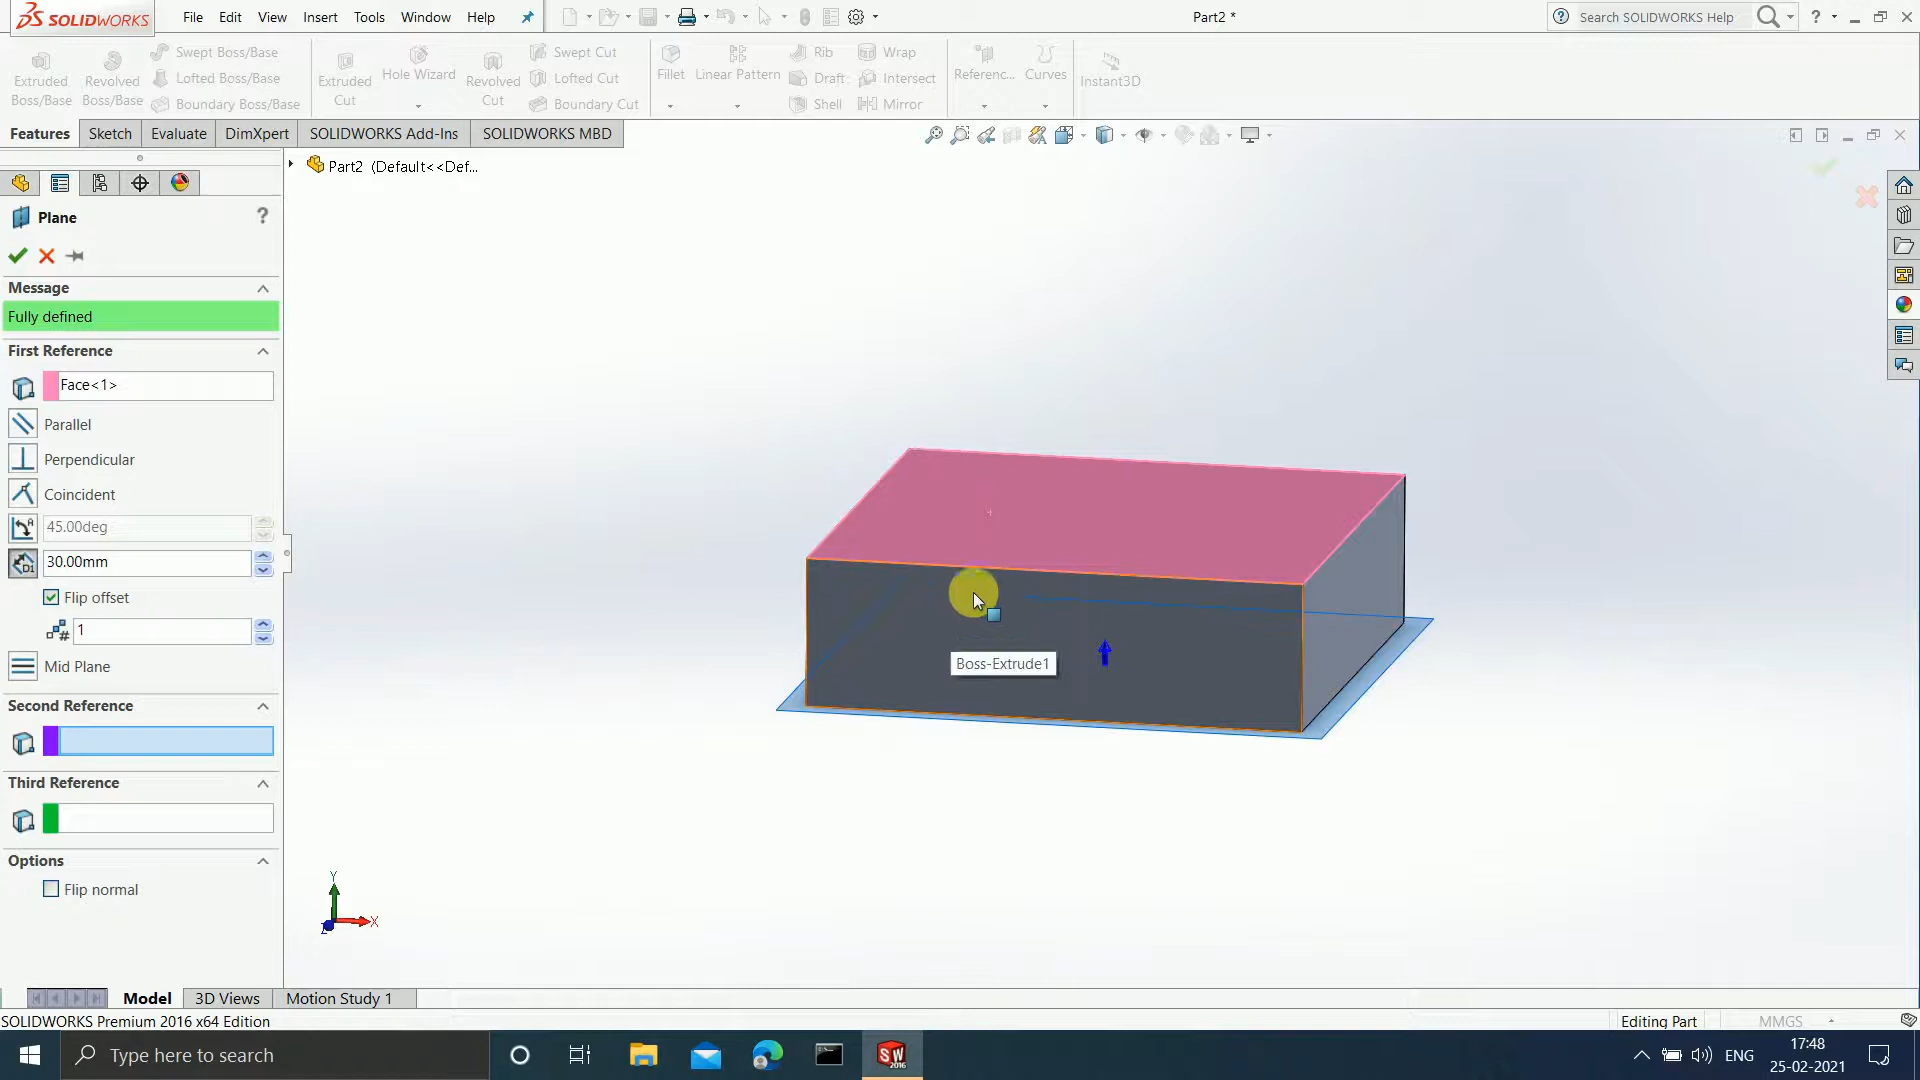 SOLIDWORKS
File Edit View Insert Tools Window Help
Part2 *
Search SOLIDWORKS Help
Extruded Boss/Base
Revolved Boss/Base
Swept Boss/Base
Lofted Boss/Base
Boundary Boss/Base
Extruded Cut
Hole Wizard
Revolved Cut
Swept Cut
Lofted Cut
Boundary Cut
Fillet
Linear Pattern
Rib
Draft
Shell
Wrap
Intersect
Mirror
Referenc...
Curves
Instant3D
Features Sketch Evaluate DimXpert SOLIDWORKS Add-Ins SOLIDWORKS MBD
Part2 (Default<<Def...
Plane
?
Message
Fully defined
First Reference
Face<1>
Parallel
Perpendicular
Coincident
45.00deg
30.00mm
Flip offset
1
Mid Plane
Second Reference
Third Reference
Options
Flip normal
Boss-Extrude1
Y
X
Z
Model 3D Views Motion Study 1
SOLIDWORKS Premium 2016 x64 Edition
Editing Part
MMGS
Type here to search
SW
2016
ENG
17:48
25-02-2021